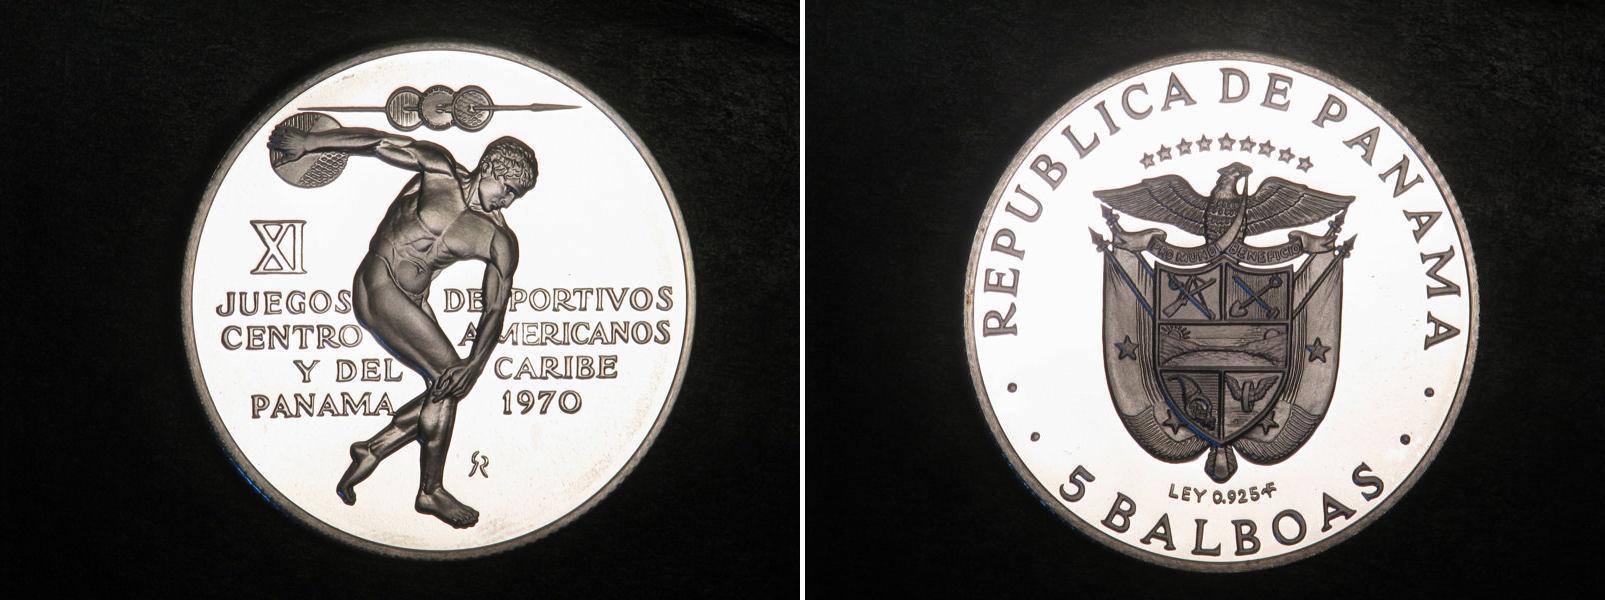 XI
JUEGOS DEPORTIVOS
CENTRO AMERICANOS
Y DEL CARIBE
PANAMA 1970
REPUBLICA DE PANAMA
PRO MUNDI BENEFICIO
LEY 0.925
5 BALBOAS